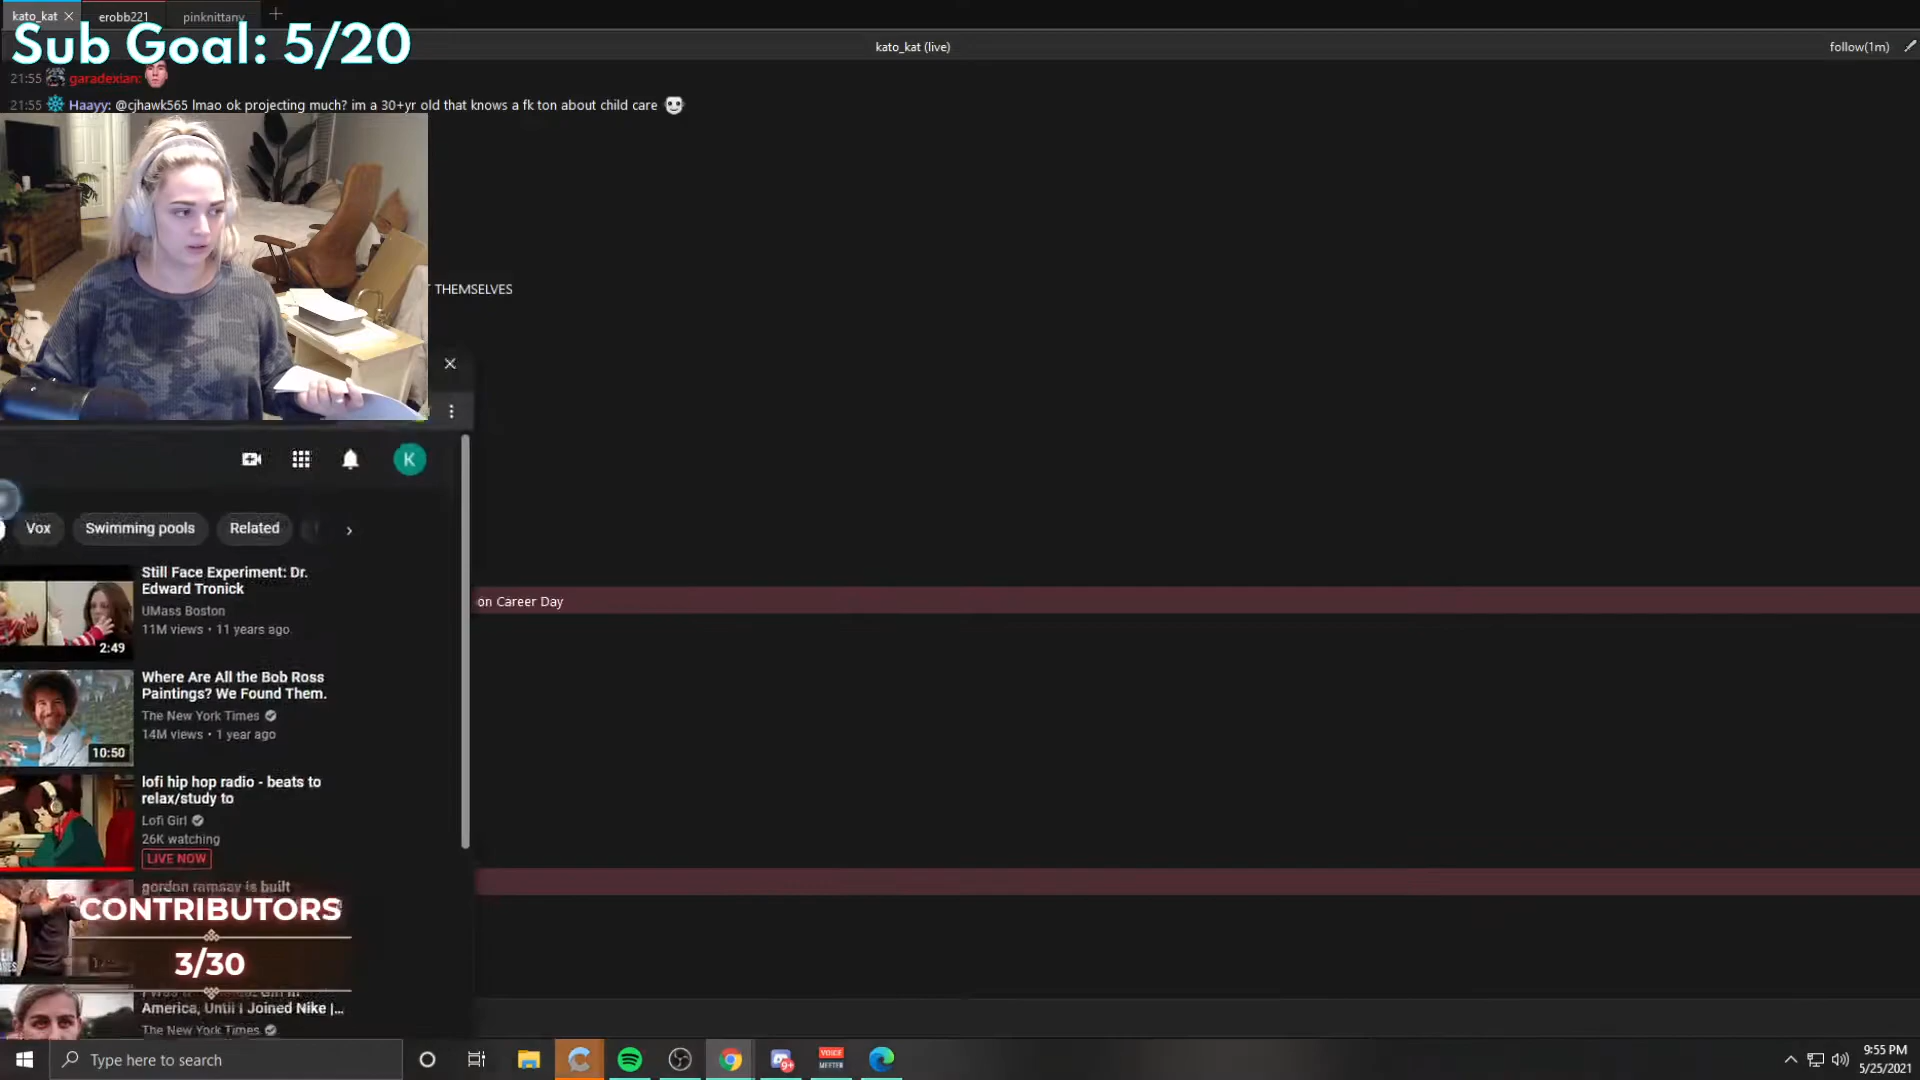 kato_kat
erobb221
pinknittany
Sub Goal: 5/20
kato_kat (live)
follow(1m)
21:55 garadexian:
21:55 Haayy: @cjhawk565 lmao ok projecting much? im a 30+yr old that knows a fk ton about child care
THEMSELVES
K
Vox
Swimming pools
Related
Still Face Experiment: Dr.
Edward Tronick
UMass Boston
11M views • 11 years ago
2:49
on Career Day
Where Are All the Bob Ross
Paintings? We Found Them.
The New York Times
14M views • 1 year ago
10:50
lofi hip hop radio - beats to
relax/study to
Lofi Girl
26K watching
LIVE NOW
gordon ramsay is built
CONTRIBUTORS
3/30
America, Until I Joined Nike |...
The New York Times
Type here to search
9+
VOICE
MEETER
9:55 PM
5/25/2021